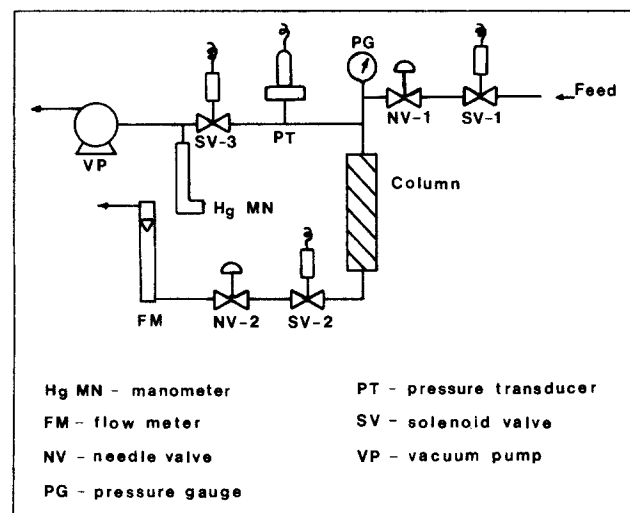 PG
Feed
NV-1
SV-1
SV-3
PT
VP
Column
Hg MN
FM
NV-2
SV-2
Hg MN - manometer
FM - flow meter
NV - needle valve
PG - pressure gauge
PT - pressure transducer
SV - solenoid valve
VP - vacuum pump